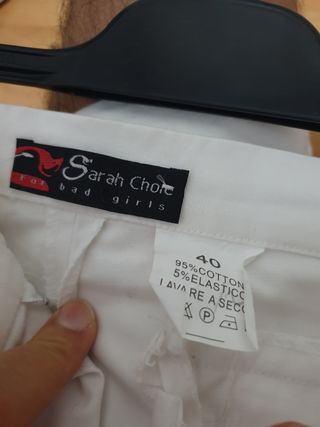 Sarah Chole
for
bad girls
40
95%COTTON
5%ELASTICO
LAVARE A SECO
P